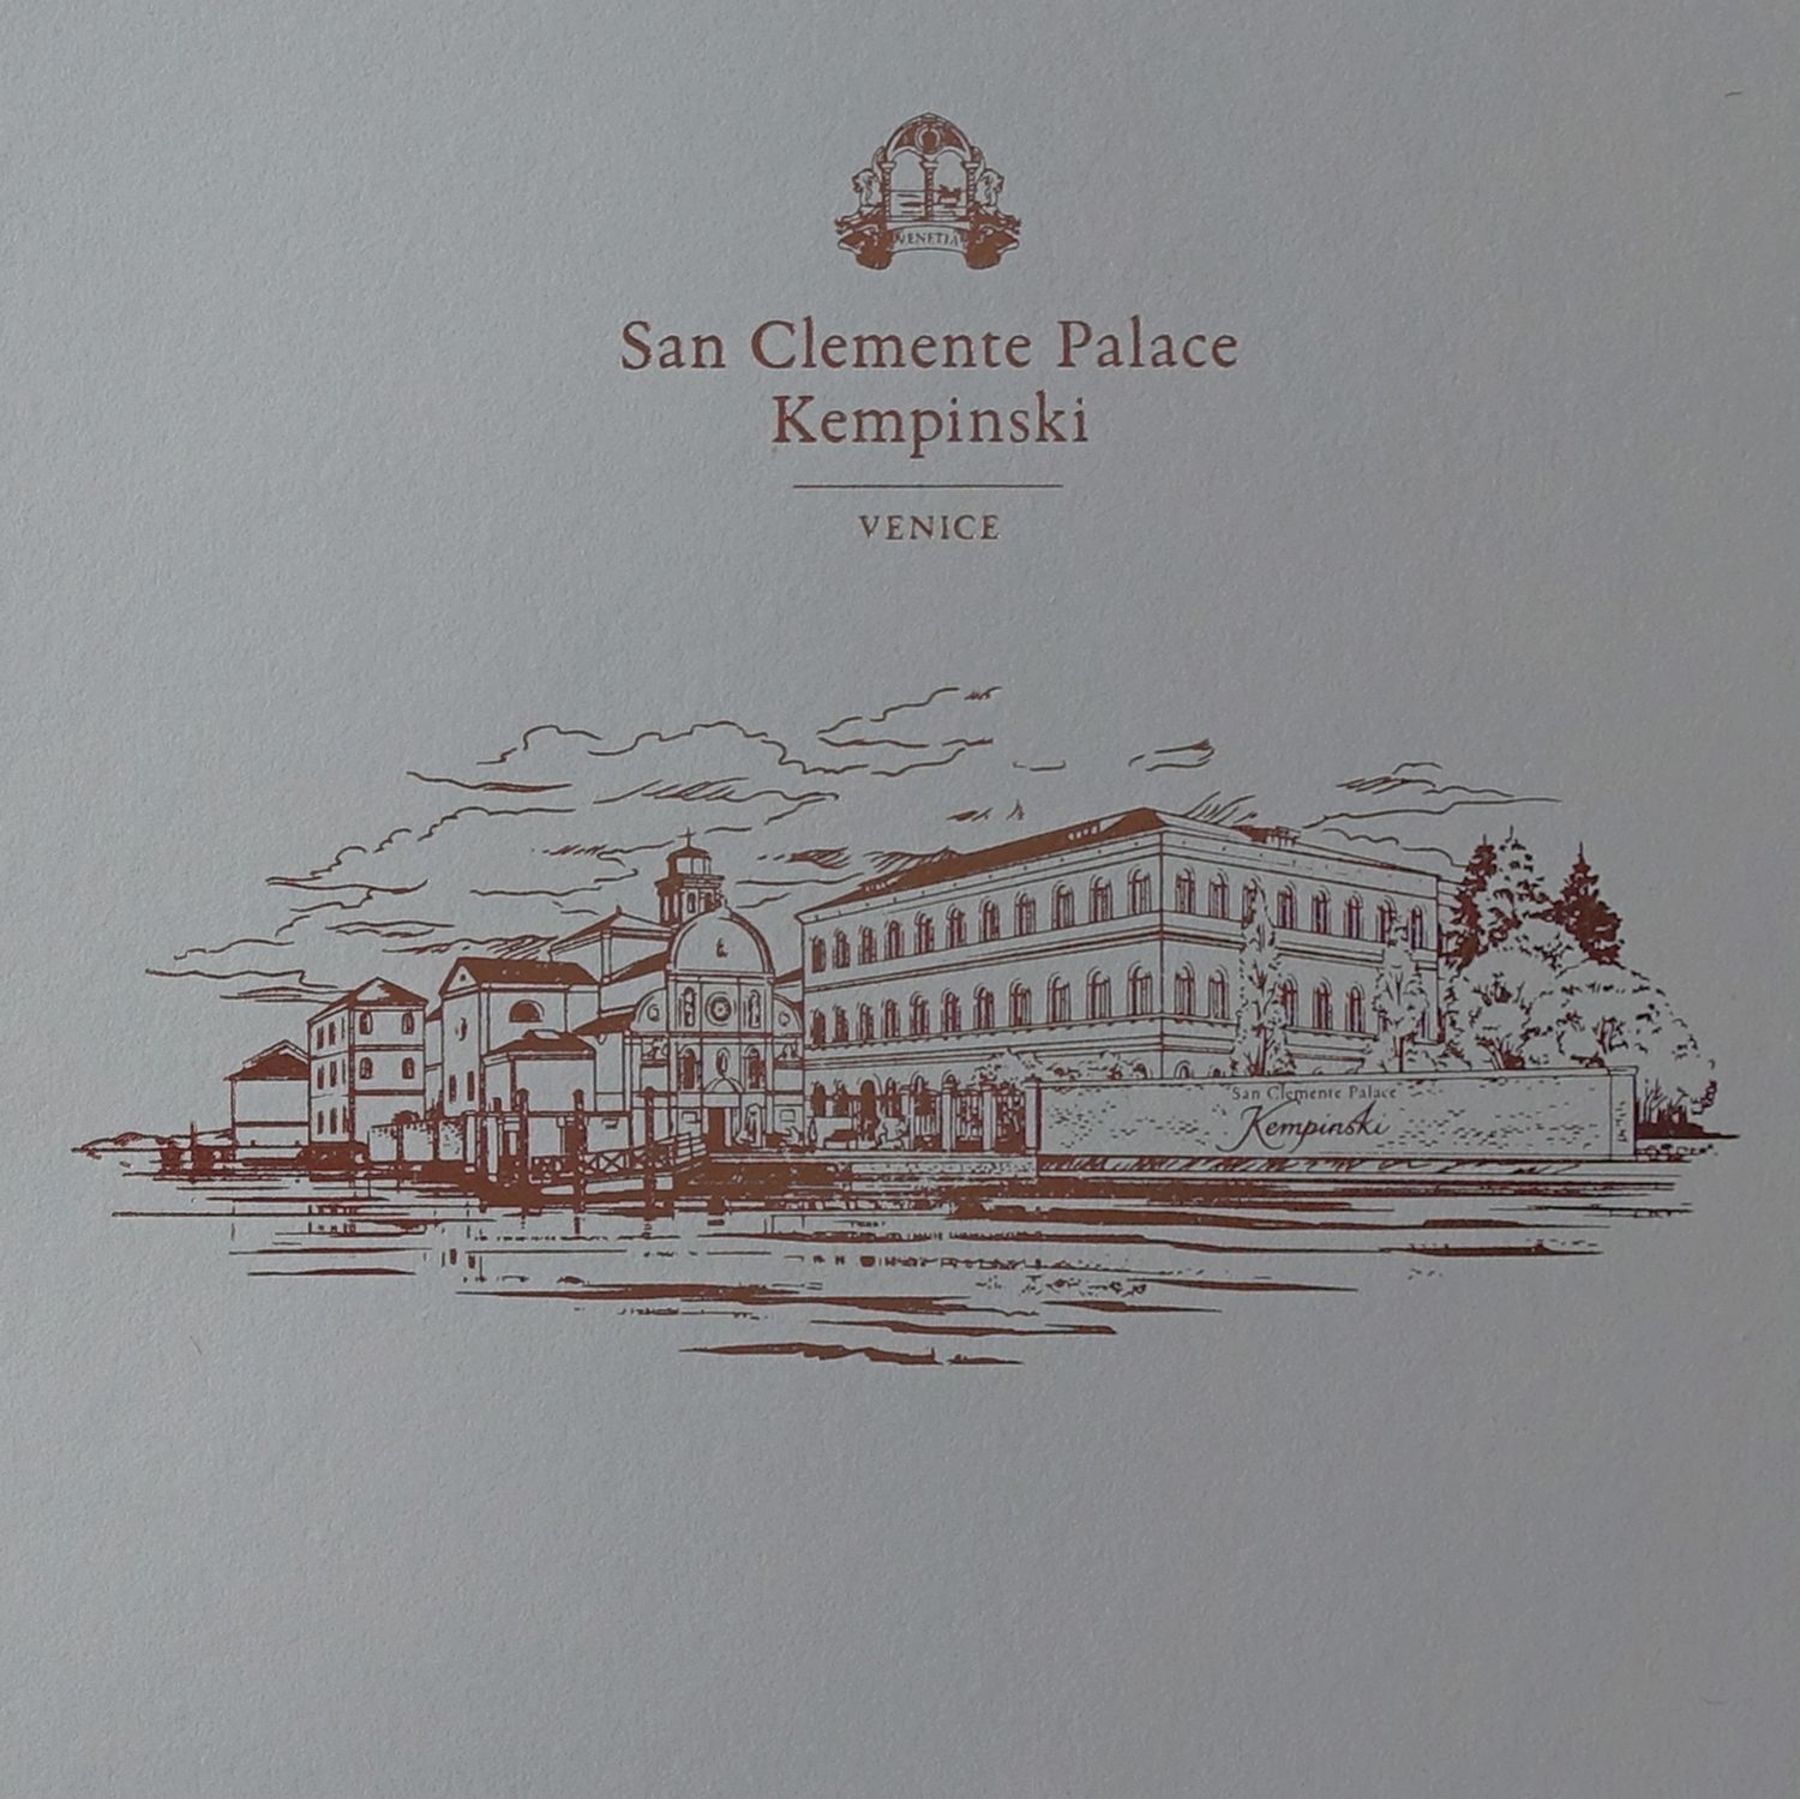 VENETIA
San Clemente Palace
Kempinski
VENICE
San Clemente Palace
Kempinski